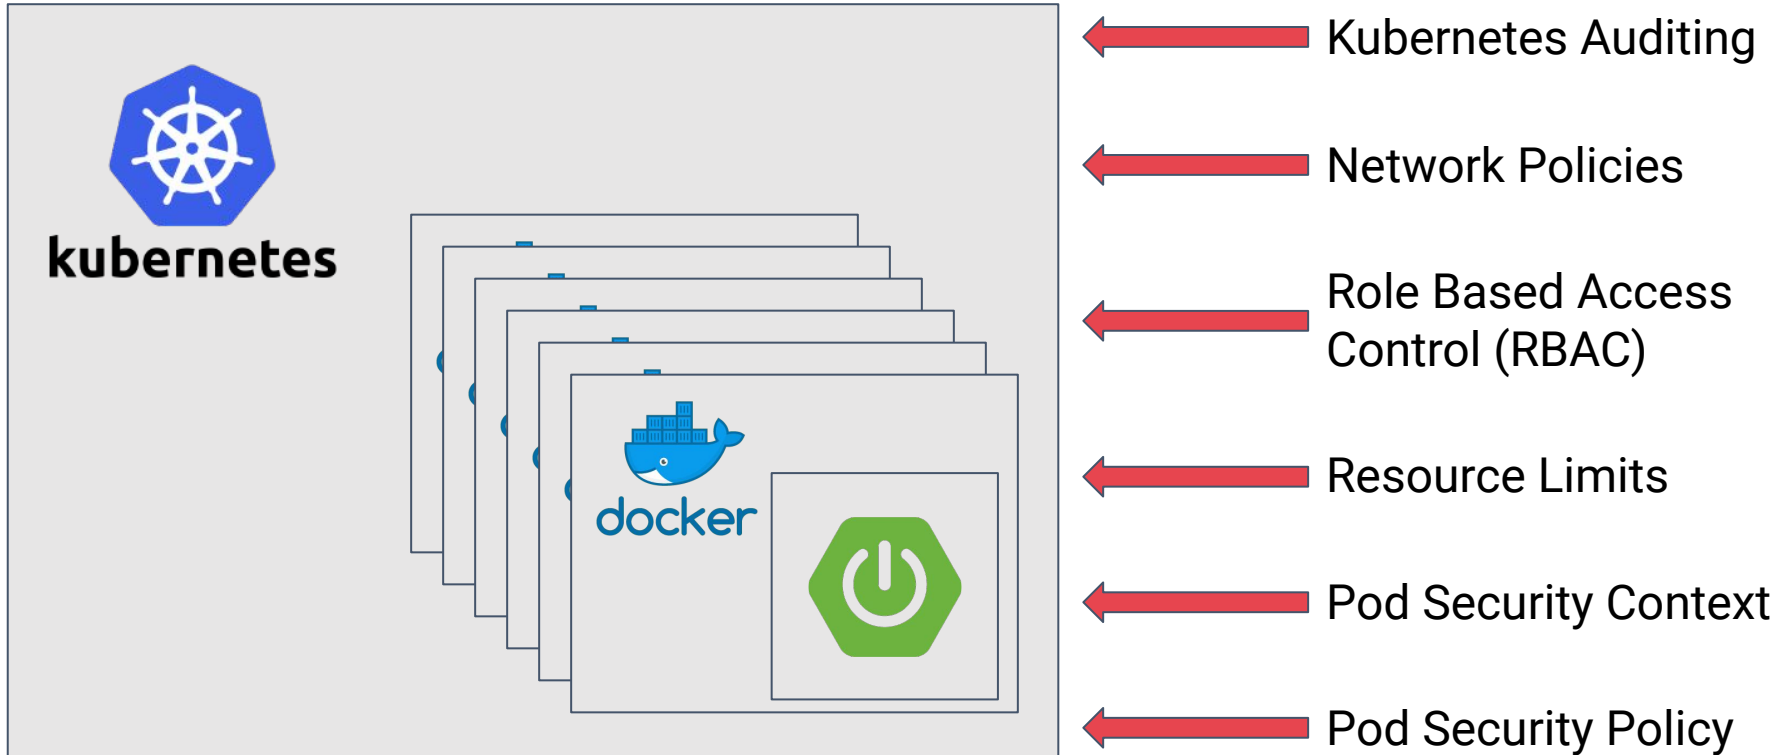 Kubernetes Auditing
kubernetes
Network Policies
Role Based Access
Control (RBAC)
docker
Resource Limits
Pod Security Context
Pod Security Policy